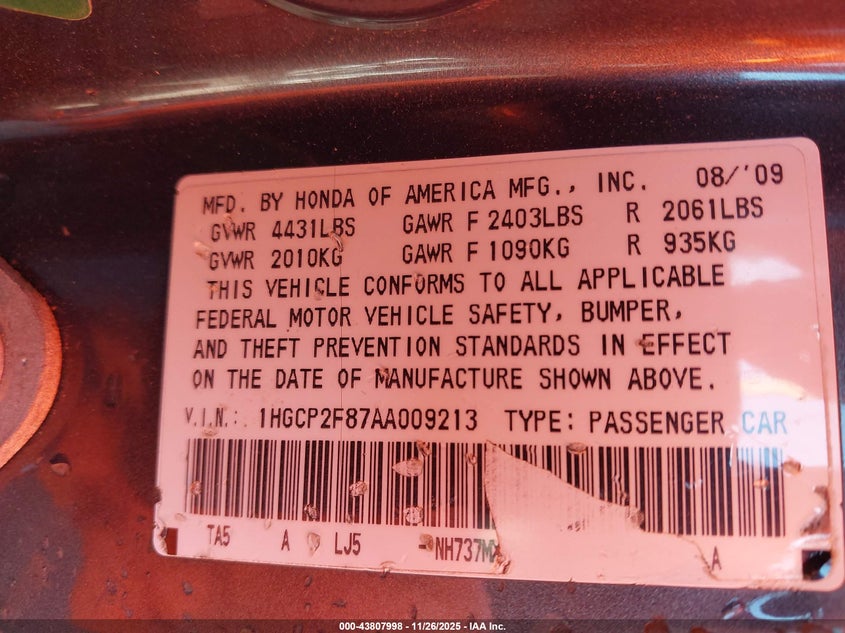 MFD. BY HONDA OF AMERICA MFG., INC. 08/'09
GVWR 4431LBS GAWR F 2403LBS R 2061LBS
GVWR 2010KG GAWR F 1090KG R 935KG
THIS VEHICLE CONFORMS TO ALL APPLICABLE
FEDERAL MOTOR VEHICLE SAFETY, BUMPER,
AND THEFT PREVENTION STANDARDS IN EFFECT
ON THE DATE OF MANUFACTURE SHOWN ABOVE.
V.I.N.: 1HGCP2F87AA009213 TYPE: PASSENGER CAR
TA5 A LJ5 - NH737M A
000-43807998 - 11/26/2025 - IAA Inc.